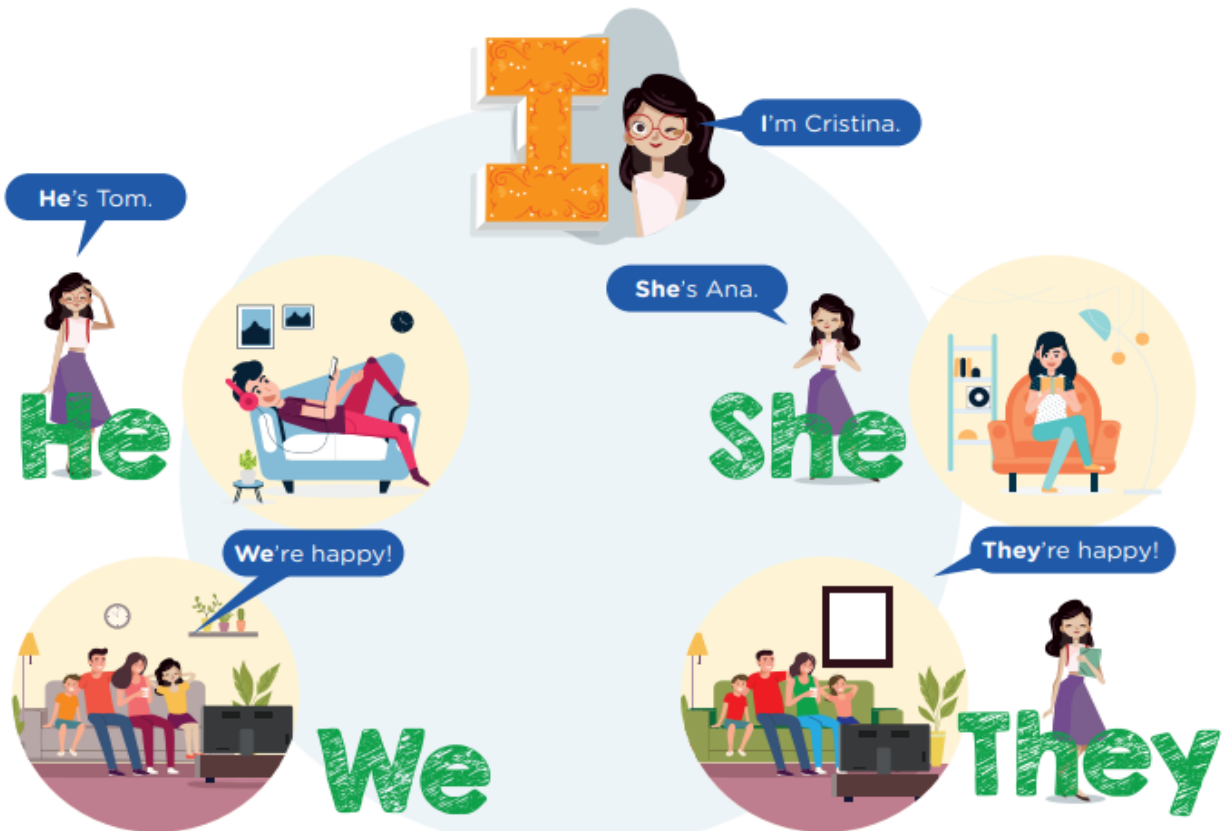 I
I'm Cristina.
He's Tom.
He
She's Ana.
She
We're happy!
We
They're happy!
They